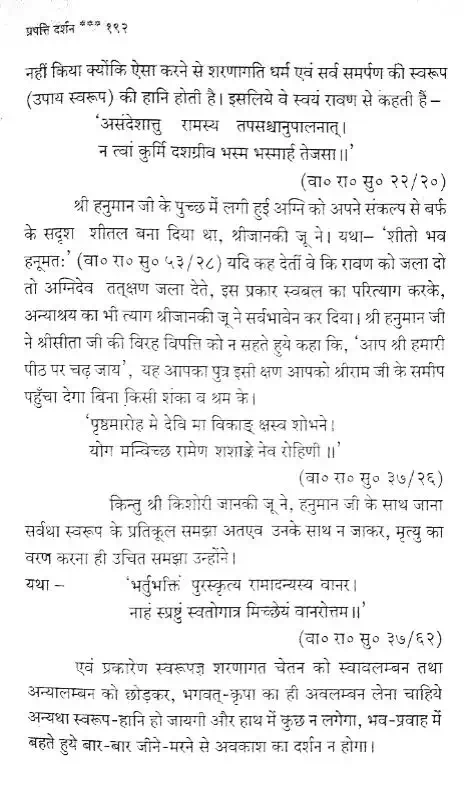 प्रपत्ति दर्शन *** १९२
नहीं किया क्योंकि ऐसा करने से शरणागति धर्म एवं सर्व समर्पण की स्वरूप
(उपाय स्वरूप) की हानि होती है। इसलिये वे स्वयं रावण से कहती हैं –
'असंदेशात्तु रामस्य तपसश्चानुपालनात्।
न त्वां कुर्मि दशग्रीव भस्म भस्मार्ह तेजसा॥'
(वा० रा० सु० २२/२०)
श्री हनुमान जी के पुच्छ में लगी हुई अग्नि को अपने संकल्प से बर्फ
के सदृश शीतल बना दिया था, श्रीजानकी जू ने। यथा– 'शीतो भव
हनूमतः' (वा० रा० सु० ५३/२८) यदि कह देतीं वे कि रावण को जला दो
तो अग्निदेव तत्क्षण जला देते, इस प्रकार स्वबल का परित्याग करके,
अन्याश्रय का भी त्याग श्रीजानकी जू ने सर्वभावेन कर दिया। श्री हनुमान जी
ने श्रीसीता जी की विरह विपत्ति को न सहते हुये कहा कि, 'आप श्री हमारी
पीठ पर चढ़ जाय', यह आपका पुत्र इसी क्षण आपको श्रीराम जी के समीप
पहुँचा देगा बिना किसी शंका व श्रम के।
'पृष्ठमारोह मे देवि मा विकाङ् क्षस्व शोभने।
योग मन्विच्छ रामेण शशाङ्के नेव रोहिणी॥'
(वा० रा० सु० ३७/२६)
किन्तु श्री किशोरी जानकी जू ने, हनुमान जी के साथ जाना
सर्वथा स्वरूप के प्रतिकूल समझा अतएव उनके साथ न जाकर, मृत्यु का
वरण करना ही उचित समझा उन्होंने।
यथा – 'भर्तुभक्तिं पुरस्कृत्य रामादन्यस्य वानर।
नाहं स्प्रष्टुं स्वतोगात्र मिच्छेयं वानरोत्तम॥'
(वा० रा० सु० ३७/६२)
एवं प्रकारेण स्वरूपज्ञ शरणागत चेतन को स्वावलम्बन तथा
अन्यालम्बन को छोड़कर, भगवत्-कृपा का ही अवलम्बन लेना चाहिये
अन्यथा स्वरूप-हानि हो जायगी और हाथ में कुछ न लगेगा, भव-प्रवाह में
बहते हुये बार-बार जीने-मरने से अवकाश का दर्शन न होगा।